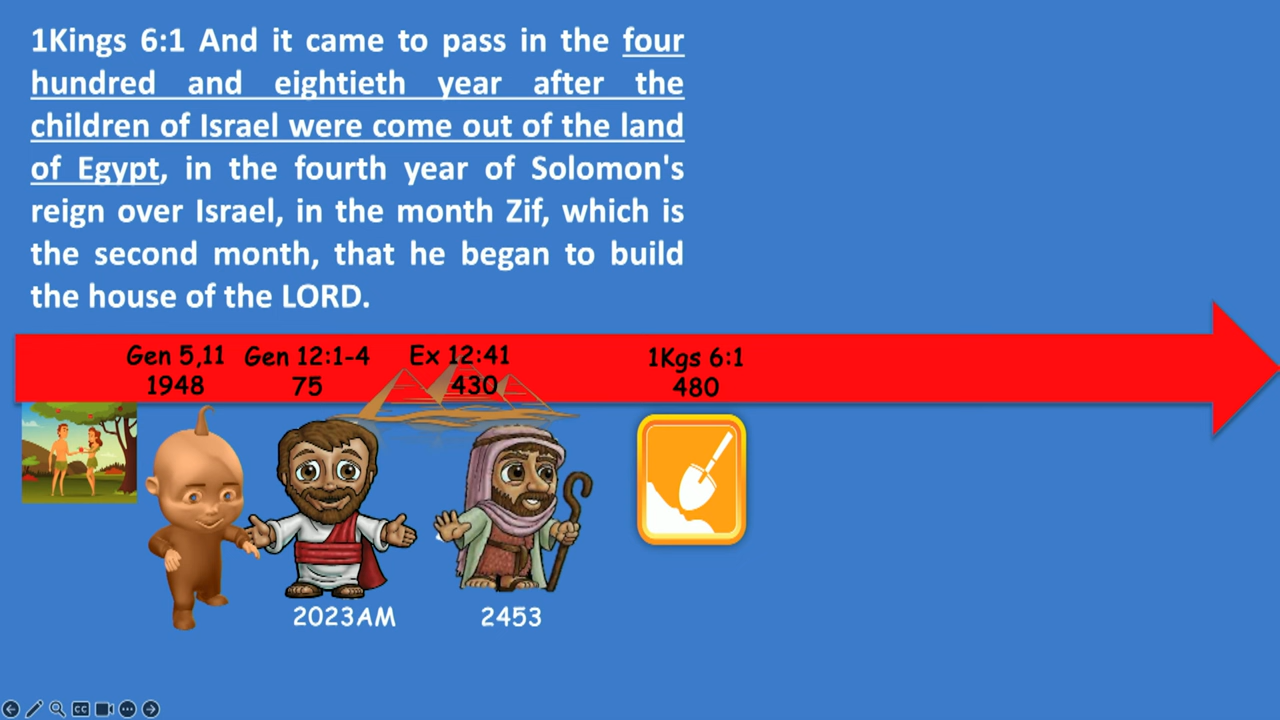 1Kings 6:1 And it came to pass in the four
hundred and eightieth year after the
children of Israel were come out of the land
of Egypt, in the fourth year of Solomon's
reign over Israel, in the month Zif, which is
the second month, that he began to build
the house of the LORD.
Gen 5,11
1948
Gen 12:1-4
75
Ex 12:41
430
1Kgs 6:1
480
2023AM
2453
CC